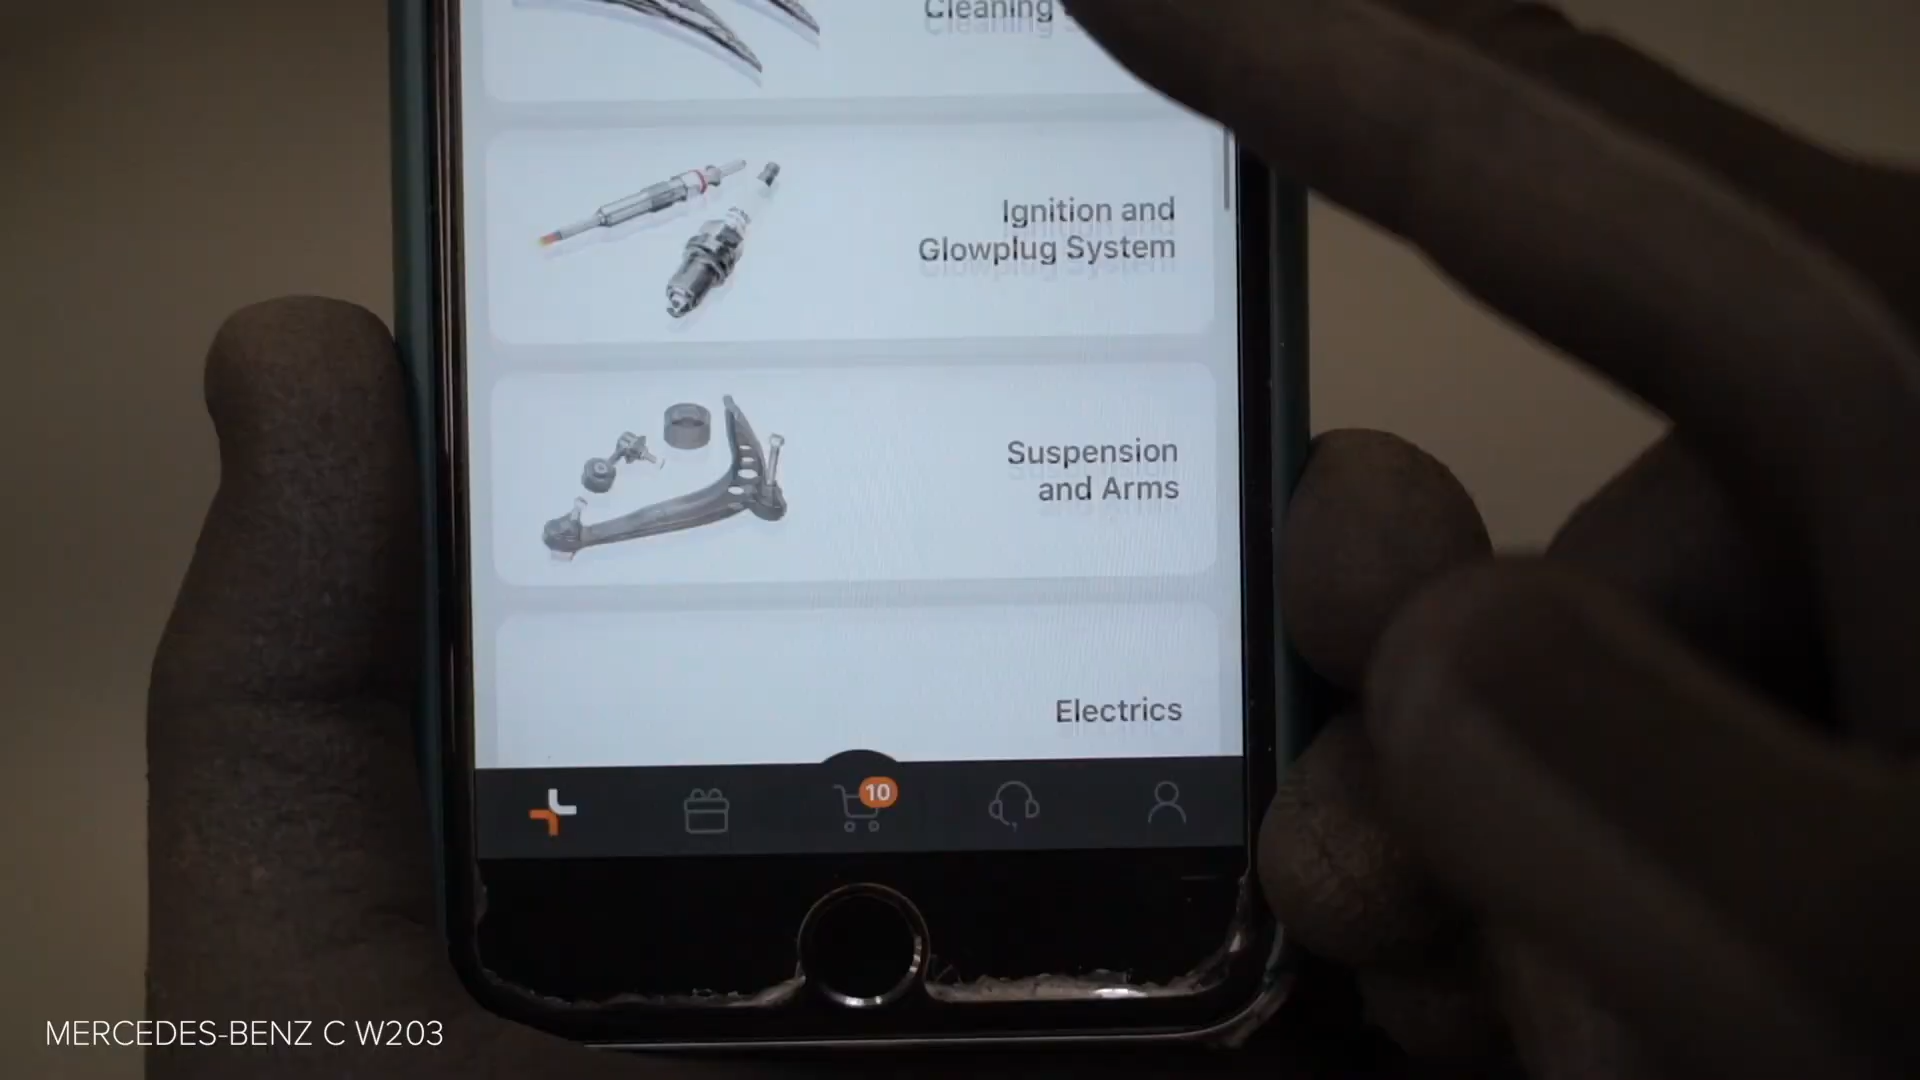 Cleaning
Ignition and
Glowplug System
Suspension
and Arms
Electrics
10
MERCEDES-BENZ C W203